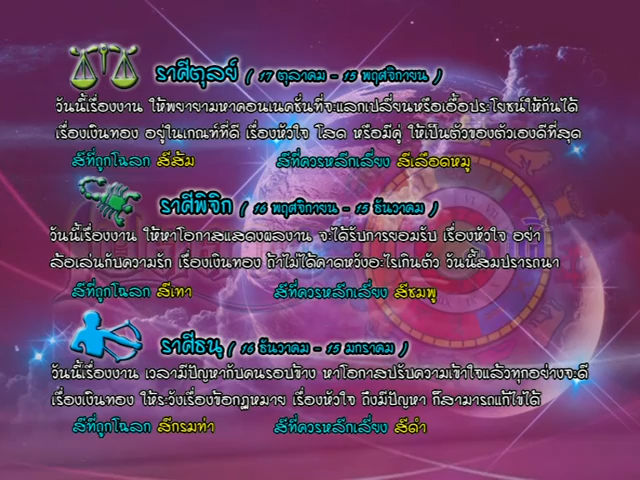 ราศีตุลย์ ( 17 ตุลาคม - 15 พฤศจิกายน )
วันนี้เรื่องงาน ให้พยายามหาคอนเนคชั่นที่จะแลกเปลี่ยนหรือเอื้อประโยชน์ให้กันได้
เรื่องเงินทอง อยู่ในเกณฑ์ที่ดี เรื่องหัวใจ โสด หรือมีคู่ ให้เป็นตัวของตัวเองดีที่สุด
สีที่ถูกโฉลก สีส้ม สีที่ควรหลีกเลี่ยง สีเลือดหมู
ราศีพิจิก ( 16 พฤศจิกายน - 15 ธันวาคม )
วันนี้เรื่องงาน ให้หาโอกาสแสดงผลงาน จะได้รับการยอมรับ เรื่องหัวใจ อย่า
ล้อเล่นกับความรัก เรื่องเงินทอง ถ้าไม่ได้คาดหวังอะไรเกินตัว วันนี้สมปรารถนา
สีที่ถูกโฉลก สีเทา สีที่ควรหลีกเลี่ยง สีชมพู
ราศีธนู ( 16 ธันวาคม - 15 มกราคม )
วันนี้เรื่องงาน เวลามีปัญหากับคนรอบข้าง หาโอกาสปรับความเข้าใจแล้วทุกอย่างจะดี
เรื่องเงินทอง ให้ระวังเรื่องข้อกฎหมาย เรื่องหัวใจ ถึงมีปัญหา ก็สามารถแก้ไขได้
สีที่ถูกโฉลก สีกรมท่า สีที่ควรหลีกเลี่ยง สีดำ